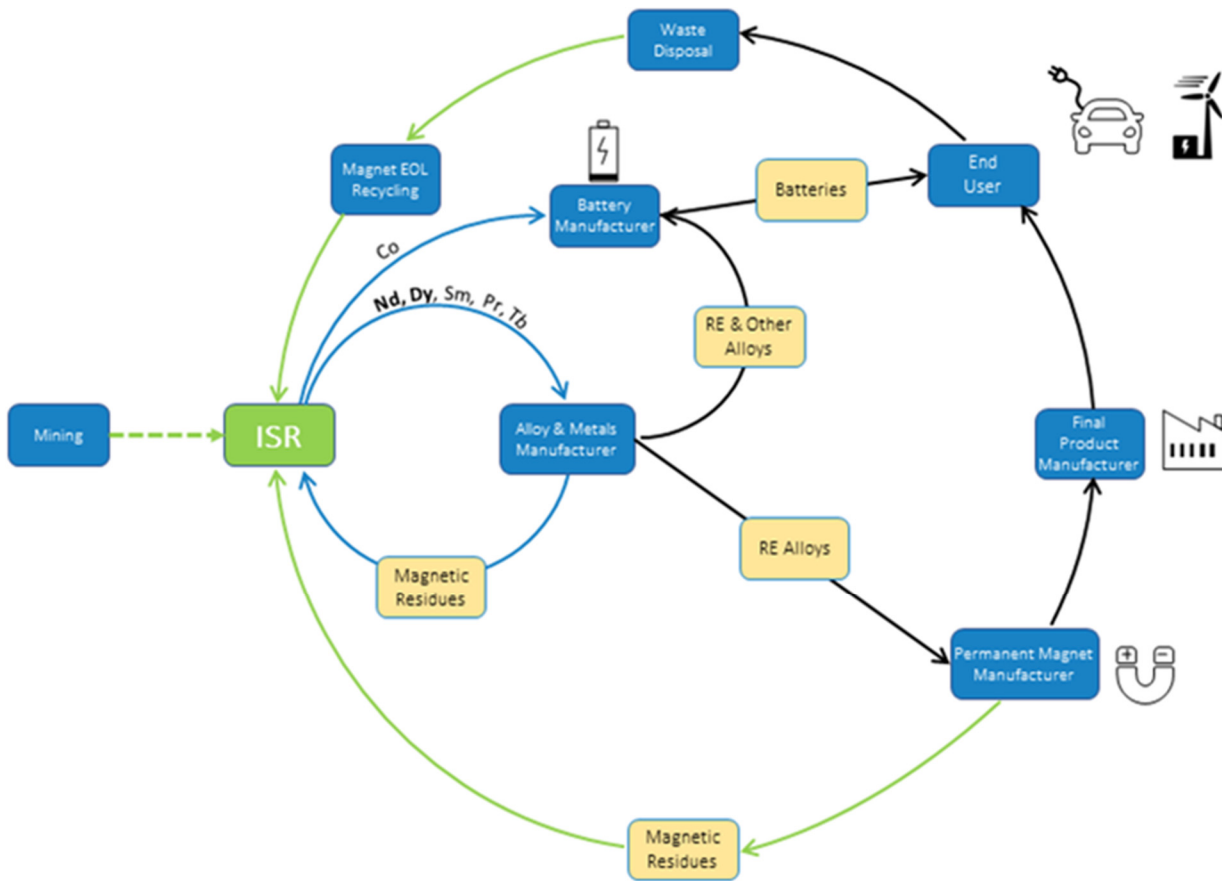 Waste
Disposal
Magnet EOL
Recycling
Battery
Manufacturer
Batteries
End
User
Co
Nd, Dy, Sm, Pr, Tb
RE & Other
Alloys
Mining
ISR
Alloy & Metals
Manufacturer
Final
Product
Manufacturer
RE Alloys
Magnetic
Residues
Permanent Magnet
Manufacturer
+ −
Magnetic
Residues